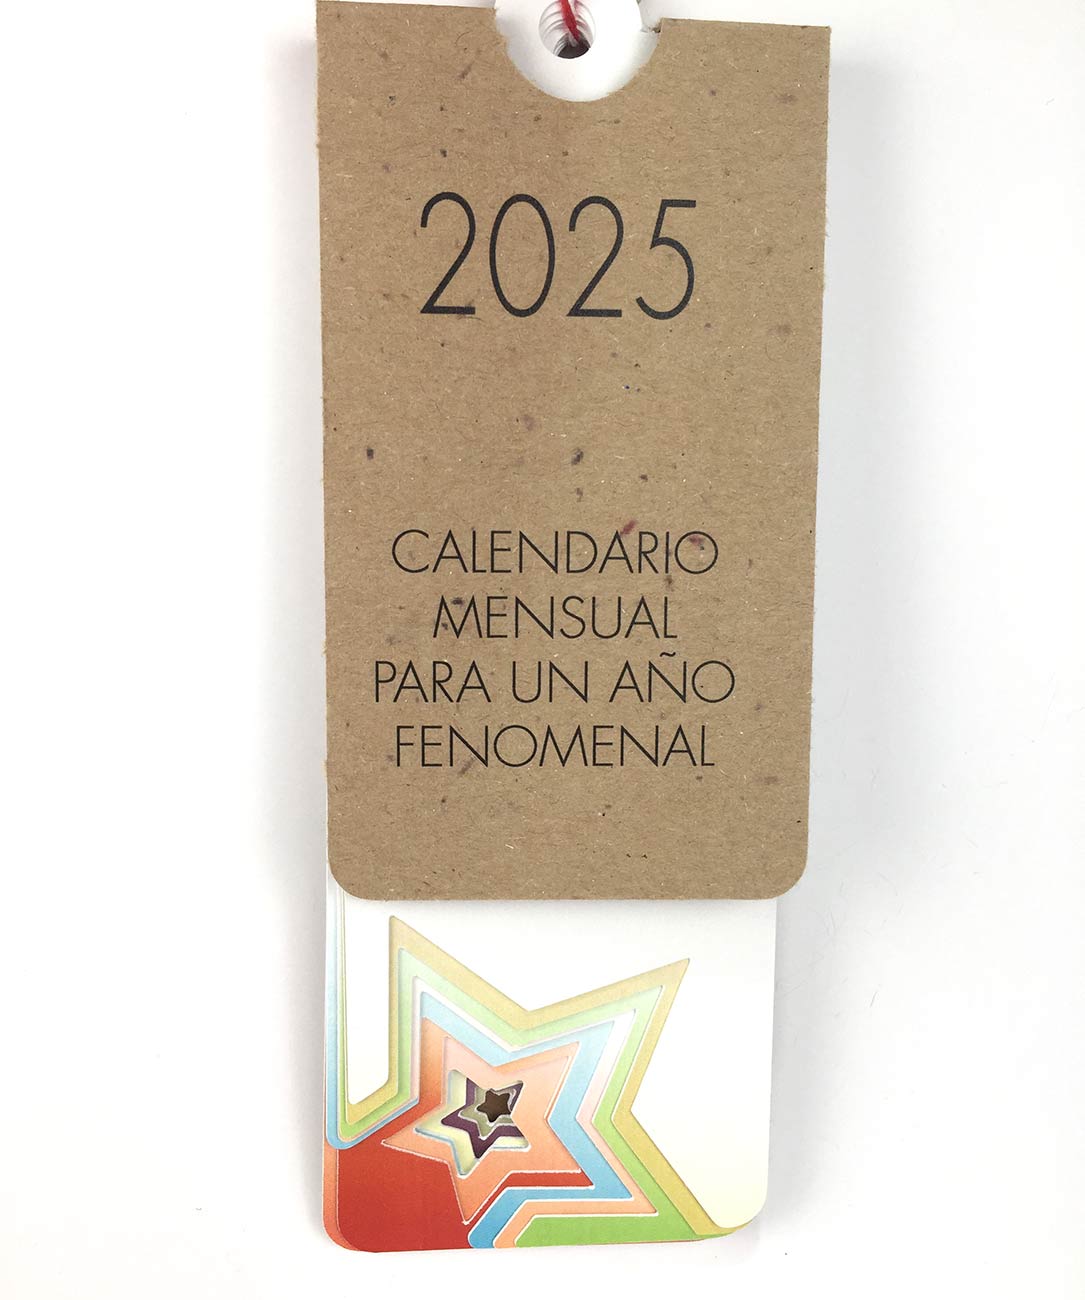 2025
CALENDARIO
MENSUAL
PARA UN AÑO
FENOMENAL